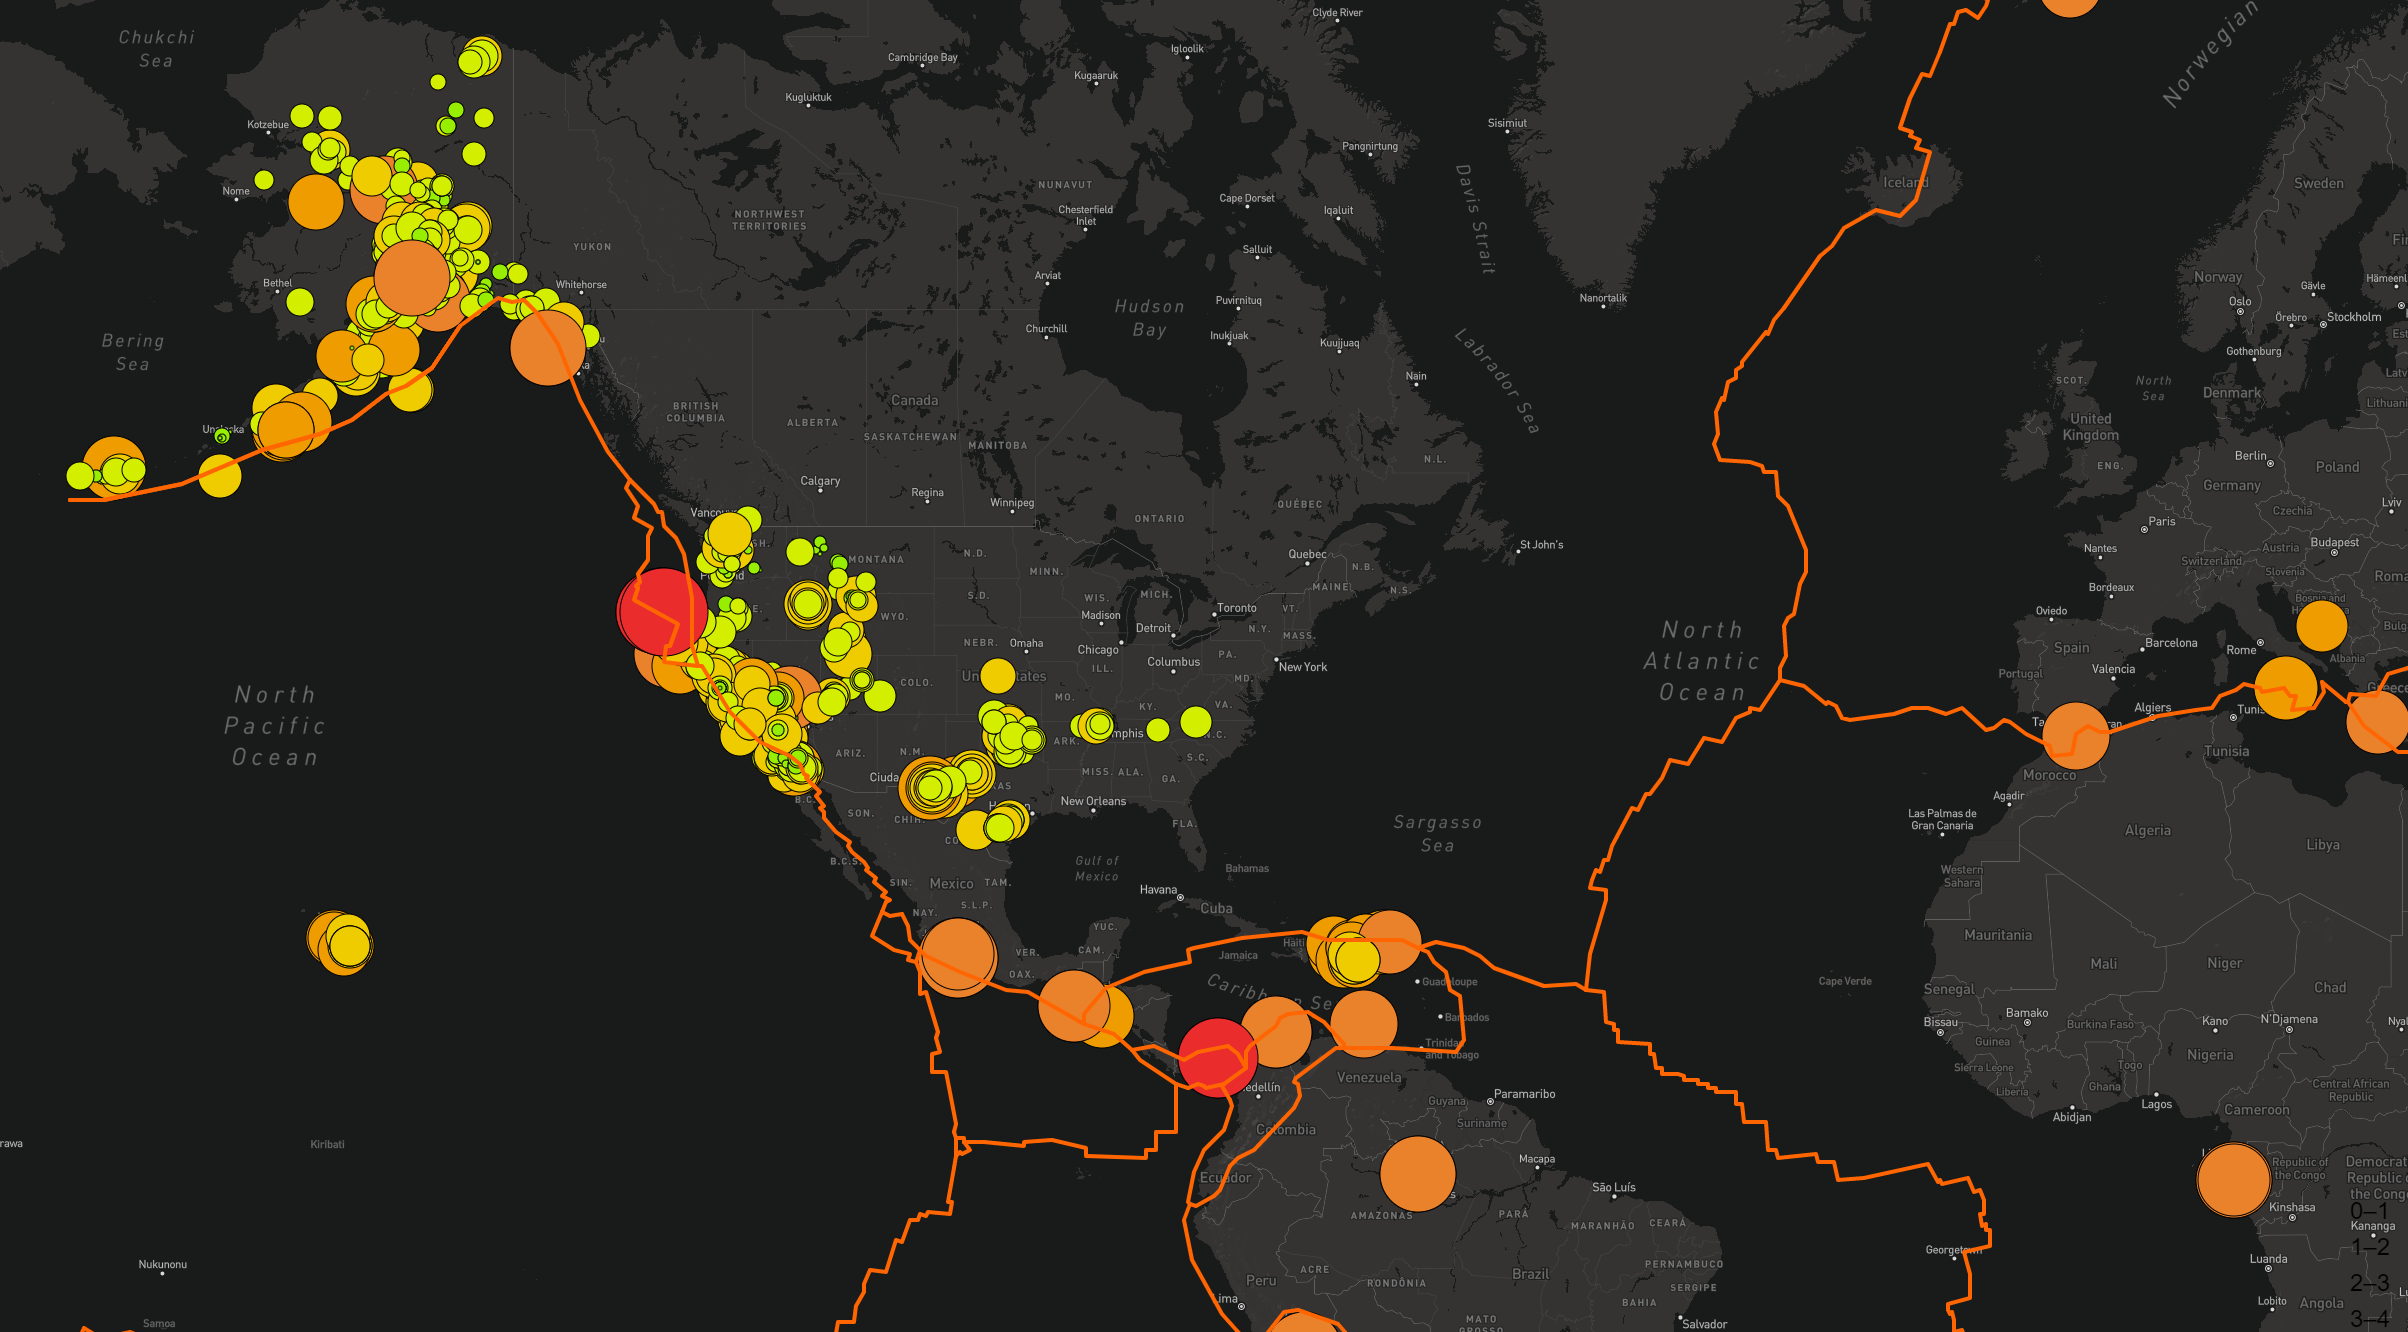 Chukchi
Sea
Clyde River
Igloolik
Cambridge Bay
Kugaaruk
Kugluktuk
Norwegian
Kotzebue
Sisimiut
Pangnirtung
Nome
NUNAVUT
Cape Dorset
Iqaluit
Chesterfield
Inlet
NORTHWEST
TERRITORIES
YUKON
Davis Strait
Iceland
Sweden
Salluit
Arviat
Whitehorse
Bethel
Norway
Oslo
Gävle
Hämeenl
Örebro
Stockholm
Puvirnituq
Hudson
Bay
Nanortalik
Churchill
Inukjuak
Kuujjuaq
Gothenburg
Bering
Sea
Labrador Sea
Nain
SCOT.
North
Sea
Denmark
Latv
Lithuani
BRITISH
COLUMBIA
Canada
ALBERTA
SASKATCHEWAN
MANITOBA
United
Kingdom
ENG.
Berlin
Poland
Germany
N.L.
Calgary
Regina
Winnipeg
ONTARIO
QUÉBEC
Czechia
Lviv
Paris
Nantes
Austria
Budapest
Switzerland
Slovenia
Roma
St John's
Quebec
N.B.
MAINE
N.S.
MONTANA
N.D.
MINN.
S.D.
WIS.
MICH.
Madison
Toronto
VT.
Detroit
N.Y.
MASS.
WYO.
NEBR.
Omaha
Chicago
ILL.
Columbus
PA.
New York
MD.
COLO.
MO.
KY.
VA.
N.C.
ARK.
S.C.
ARIZ.
N.M.
MISS.
ALA.
GA.
Bordeaux
Oviedo
Spain
Barcelona
Valencia
Portugal
Rome
Albania
Algiers
Tunisia
Morocco
Agadir
North
Atlantic
Ocean
North
Pacific
Ocean
B.C.
SON.
CHIH.
New Orleans
FLA.
Las Palmas de
Gran Canaria
Algeria
Libya
Sargasso
Sea
B.C.S.
Gulf of
Mexico
Bahamas
Western
Sahara
SIN.
Mexico
TAM.
Havana
Cuba
S.L.P.
NAY.
YUC.
Haiti
Jamaica
VER.
CAM.
OAX.
Guadeloupe
Barbados
Trinidad
and Tobago
Mauritania
Mali
Niger
Chad
Cape Verde
Senegal
Bissau
Bamako
Burkina Faso
Kano
N'Djamena
Guinea
Nigeria
Sierra Leone
Togo
Ghana
Liberia
Lagos
Abidjan
Cameroon
Central African
Republic
Venezuela
Guyana
Paramaribo
Suriname
Colombia
Macapa
Ecuador
São Luís
AMAZONAS
PARÁ
MARANHÃO
CEARÁ
Kiribati
Republic of
the Congo
Democrat
Republic
the Cong
Kinshasa
Kananga
0–1
1–2
2–3
3–4
Nukunonu
Samoa
Georgetown
Luanda
Lobito
Angola
ACRE
RONDÔNIA
Peru
Lima
Brazil
PERNAMBUCO
SERGIPE
BAHIA
MATO
GROSSO
Salvador